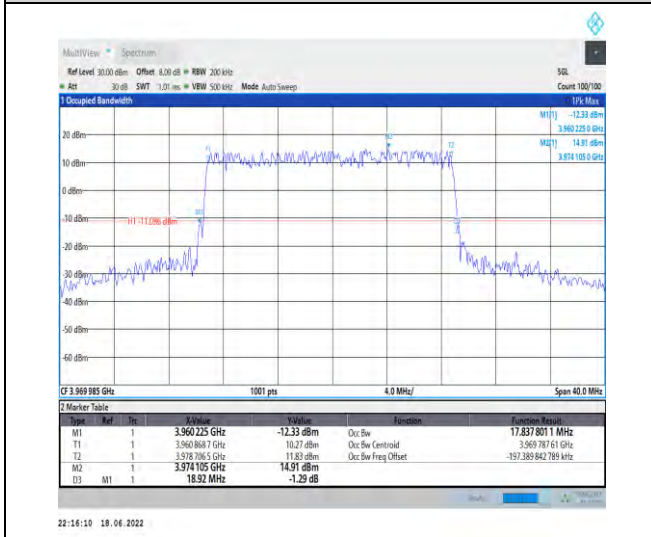 MultiView Spectrum
Ref Level 30.00 dBm Offset 8.08 dB RBW 200 kHz SGL
Att 30 dB SWT 1.01 ms VBW 500 kHz Mode Auto Sweep Count 100/100
1 Occupied Bandwidth 1Pk Max
M1[1] -12.33 dBm
3.960 225 0 GHz
20 dBm M2[1] 14.91 dBm
3.974 105 0 GHz
T1 M2 T2
10 dBm
0 dBm
-10 dBm H1 -11.096 dBm M1 D3
-20 dBm
-30 dBm
-40 dBm
-50 dBm
-60 dBm
CF 3.969 985 GHz 1001 pts 4.0 MHz/ Span 40.0 MHz
2 Marker Table
Type Ref Trc X-Value Y-Value Function Function Result
M1 1 3.960 225 GHz -12.33 dBm Occ Bw 17.837 801 1 MHz
T1 1 3.960 868 7 GHz 10.27 dBm Occ Bw Centroid 3.969 787 61 GHz
T2 1 3.978 706 5 GHz 11.83 dBm Occ Bw Freq Offset -197.389 842 789 kHz
M2 1 3.974 105 GHz 14.91 dBm
D3 M1 1 18.92 MHz -1.29 dB
22:16:10 18.06.2022